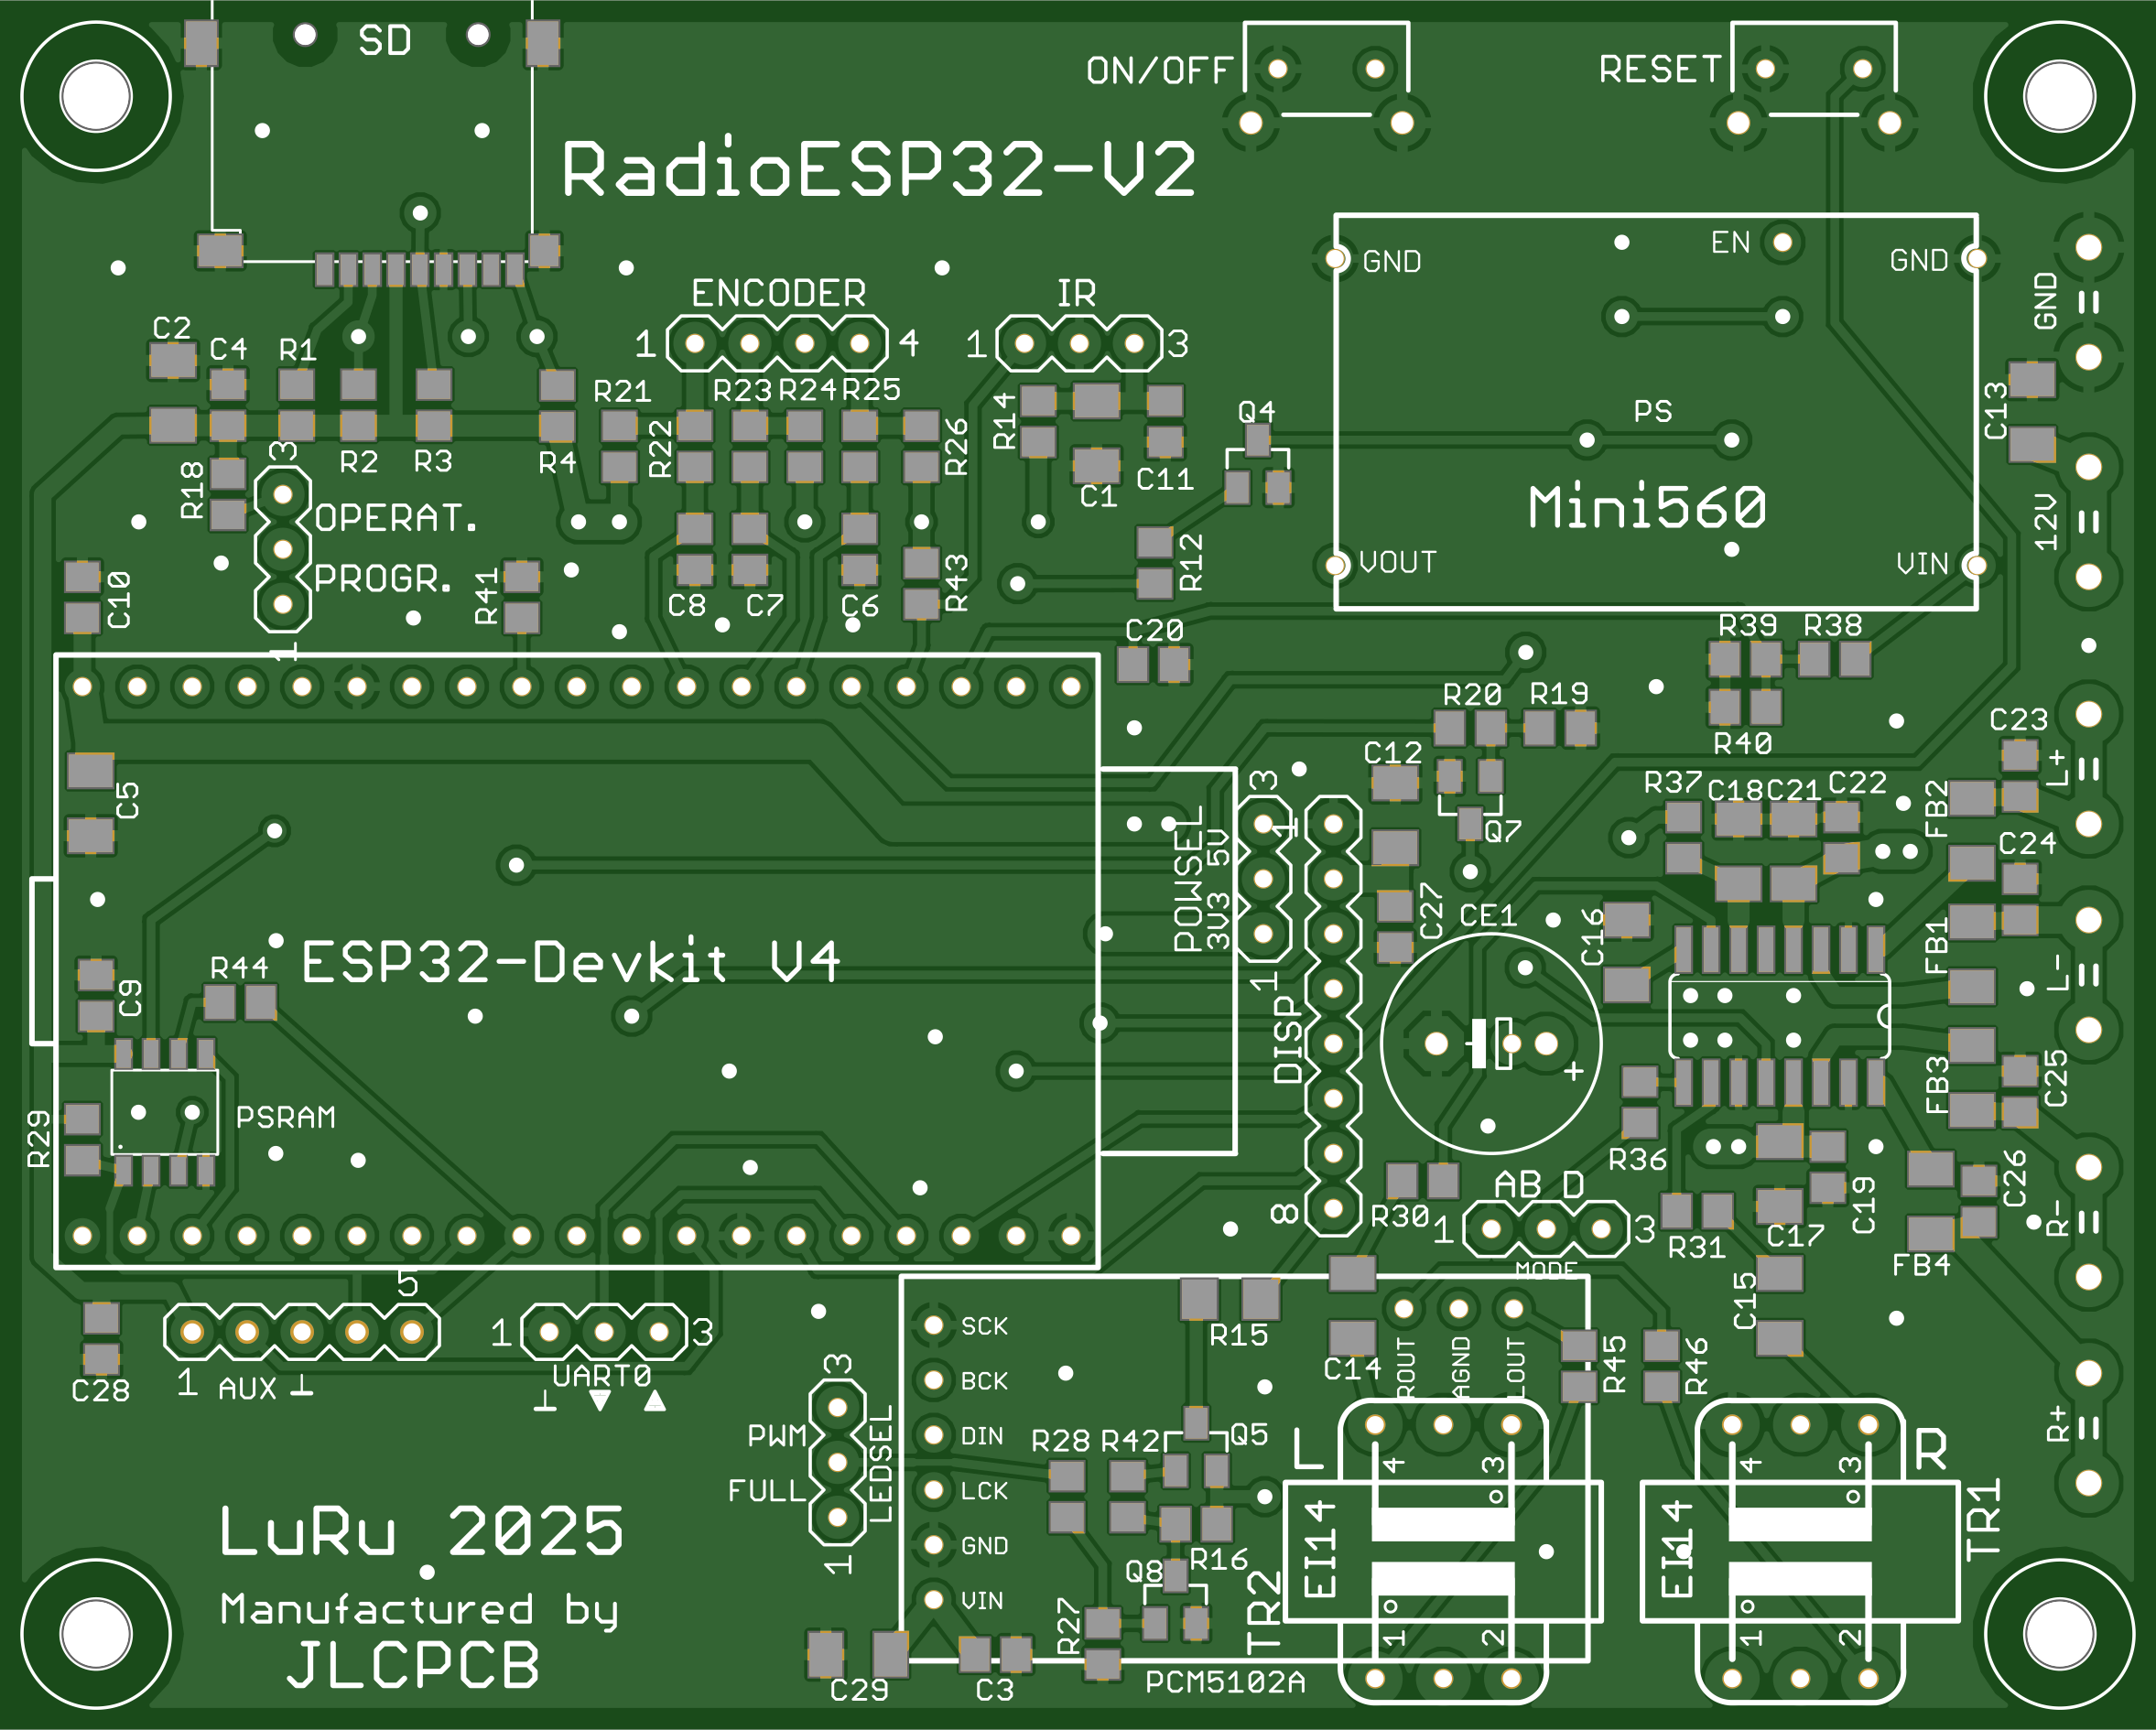 SD
ON/OFF
RESET
RadioESP32-V2
GND
EN
GND
GND
ENCODER
IR
C2
C4
R1
1
4
1
3
R21
R23
R24
R25
R14
Q4
PS
C13
3
R2
R3
R4
R22
R26
C1
C11
R18
OPERAT.
Mini560
12V
PROGR.
C10
R41
C8
C7
C6
R43
R12
VOUT
VIN
1
C20
R39
R38
R20
R19
R40
C23
C12
L+
C5
3
1
Q7
R37
C18
C21
C22
FB2
C24
POWSEL
5V
3V3
C27
CE1
C16
FB1
L-
ESP32-Devkit V4
R44
C9
1
DISP
+
FB3
C25
R29
PSRAM
R36
C26
8
R30
AB D
1
3
R31
C17
C19
R-
FB4
5
MODE
C15
SCK
R15
C14
ROUT
AGND
LOUT
R45
R46
1
3
1
AUX
⊥
UART0
⊥
C28
3
BCK
R+
PWM
LEDSEL
DIN
R28
R42
Q5
L
4
3
4
3
R
FULL
LCK
LuRu 2025
1
GND
Q8
R16
EI14
EI14
TR1
Manufactured by
VIN
R27
TR2
1
2
1
2
JLCPCB
C29
C3
PCM5102A